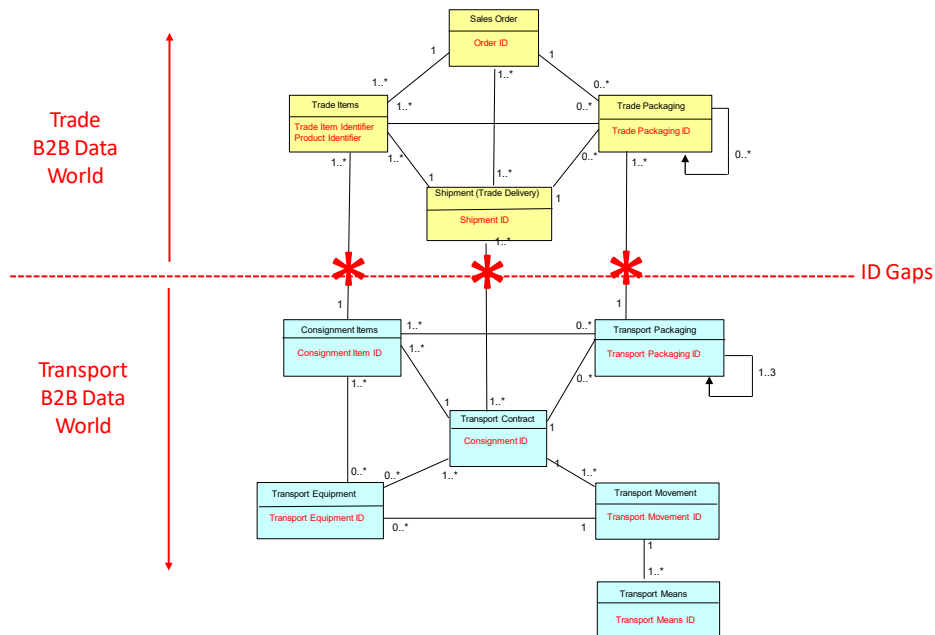 Sales Order
Order ID
1
1
1..*
1..*
0..*
Trade
B2B Data
World
Trade Items
Trade Item Identifier
Product Identifier
1..*
0..*
Trade Packaging
Trade Packaging ID
1..*
1..*
0..*
1..*
0..*
1..*
1
1
Shipment (Trade Delivery)
Shipment ID
1..*
ID Gaps
1
1
Consignment Items
Consignment Item ID
1..*
0..*
Transport Packaging
Transport Packaging ID
1..*
1..*
0..*
1..3
Transport
B2B Data
World
1
1..*
Transport Contract
Consignment ID
1
0..*
0..*
1..*
1
1..*
Transport Equipment
Transport Equipment ID
0..*
1
Transport Movement
Transport Movement ID
1
1..*
Transport Means
Transport Means ID